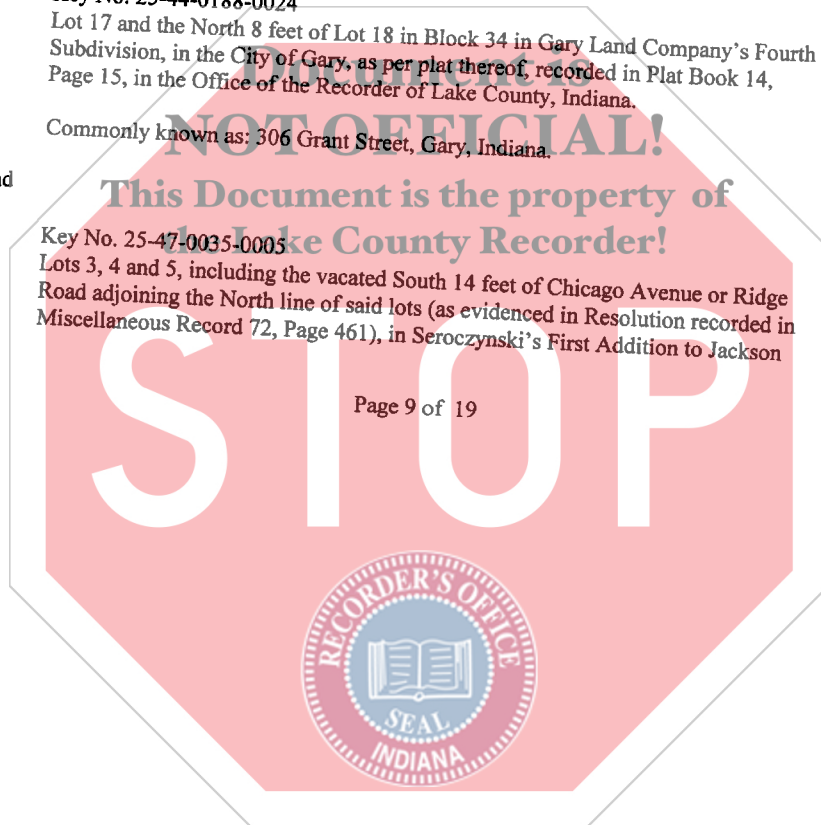 Key No. 25-44-0188-0024
Lot 17 and the North 8 feet of Lot 18 in Block 34 in Gary Land Company's Fourth
Subdivision, in the City of Gary, as per plat thereof, recorded in Plat Book 14,
Page 15, in the Office of the Recorder of Lake County, Indiana.
Document is
NOT OFFICIAL!
Commonly known as: 306 Grant Street, Gary, Indiana.
This Document is the property of
the Lake County Recorder!
Key No. 25-47-0035-0005
Lots 3, 4 and 5, including the vacated South 14 feet of Chicago Avenue or Ridge
Road adjoining the North line of said lots (as evidenced in Resolution recorded in
Miscellaneous Record 72, Page 461), in Seroczynski's First Addition to Jackson
STOP
Page 9 of 19
RECORDER'S OFFICE
SEAL
INDIANA